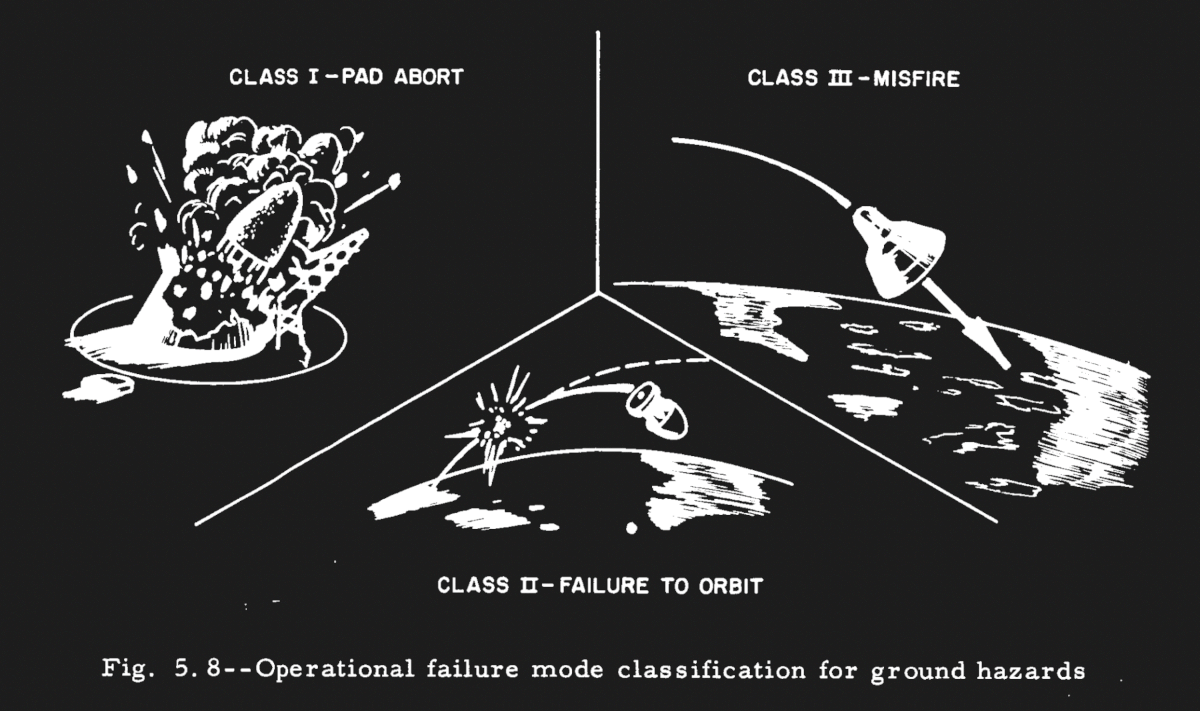 CLASS I-PAD ABORT
CLASS III-MISFIRE
CLASS II-FAILURE TO ORBIT
Fig. 5.8--Operational failure mode classification for ground hazards